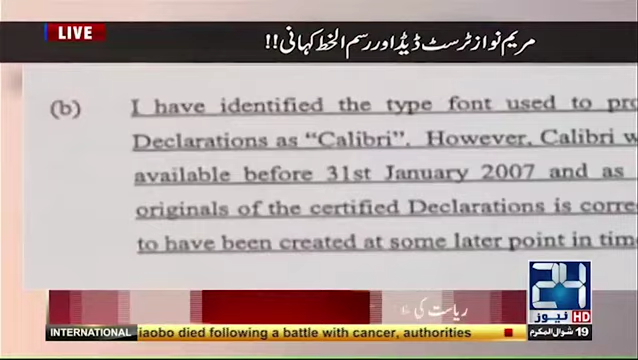 LIVE
مریم نواز ٹرسٹ ڈیڈ اور رسم الخط کہانی !!
(b) I have identified the type font used to pro
Declarations as “Calibri”. However, Calibri w
available before 31st January 2007 and as
originals of the certified Declarations is corre
to have been created at some later point in tim
ریاست کی
24
نیوز HD
INTERNATIONAL iaobo died following a battle with cancer, authorities
19 شوال المکرم